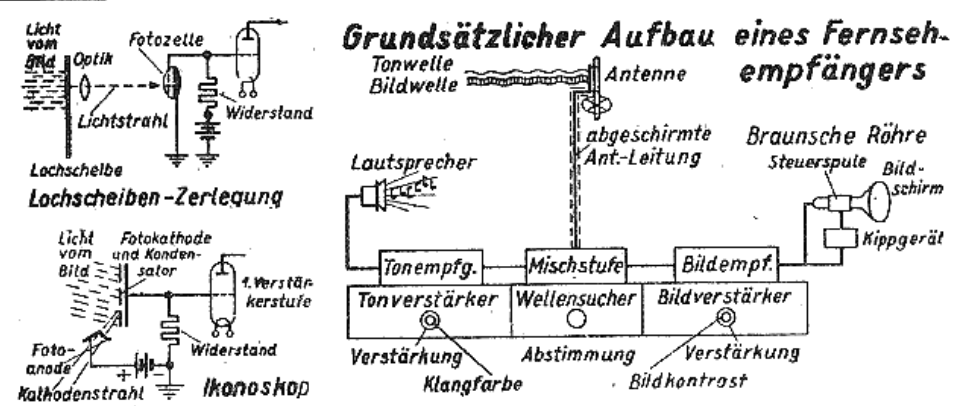 Licht
vom
Bild
Optik
Fotozelle
Lichtstrahl
Widerstand
Lochscheibe
Lochscheiben-Zerlegung
Licht
vom
Bild
Fotokathode
und Konden-
sator
1. Verstär-
kerstufe
Foto-
anode
Widerstand
Kathodenstrahl
+ -
Ikonoskop
Grundsätzlicher Aufbau eines Fernseh-
empfängers
Tonwelle
Bildwelle
Antenne
abgeschirmte
Ant.-Leitung
Lautsprecher
Braunsche Röhre
Steuerspule
Bild-
schirm
Kippgerät
Tonempfg.
Mischstufe
Bildempf.
Tonverstärker
Wellensucher
Bildverstärker
Verstärkung
Klangfarbe
Abstimmung
Verstärkung
Bildkontrast